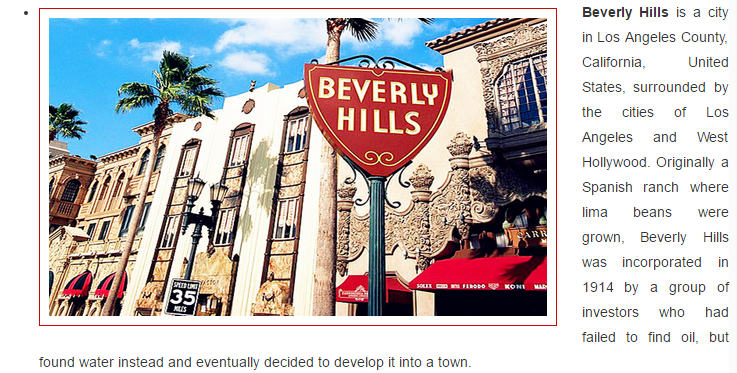 BEVERLY
HILLS
SPEED LIMIT
35
MILES
Beverly Hills is a city
in Los Angeles County,
California, United
States, surrounded by
the cities of Los
Angeles and West
Hollywood. Originally a
Spanish ranch where
lima beans were
grown, Beverly Hills
was incorporated in
1914 by a group of
investors who had
failed to find oil, but
found water instead and eventually decided to develop it into a town.